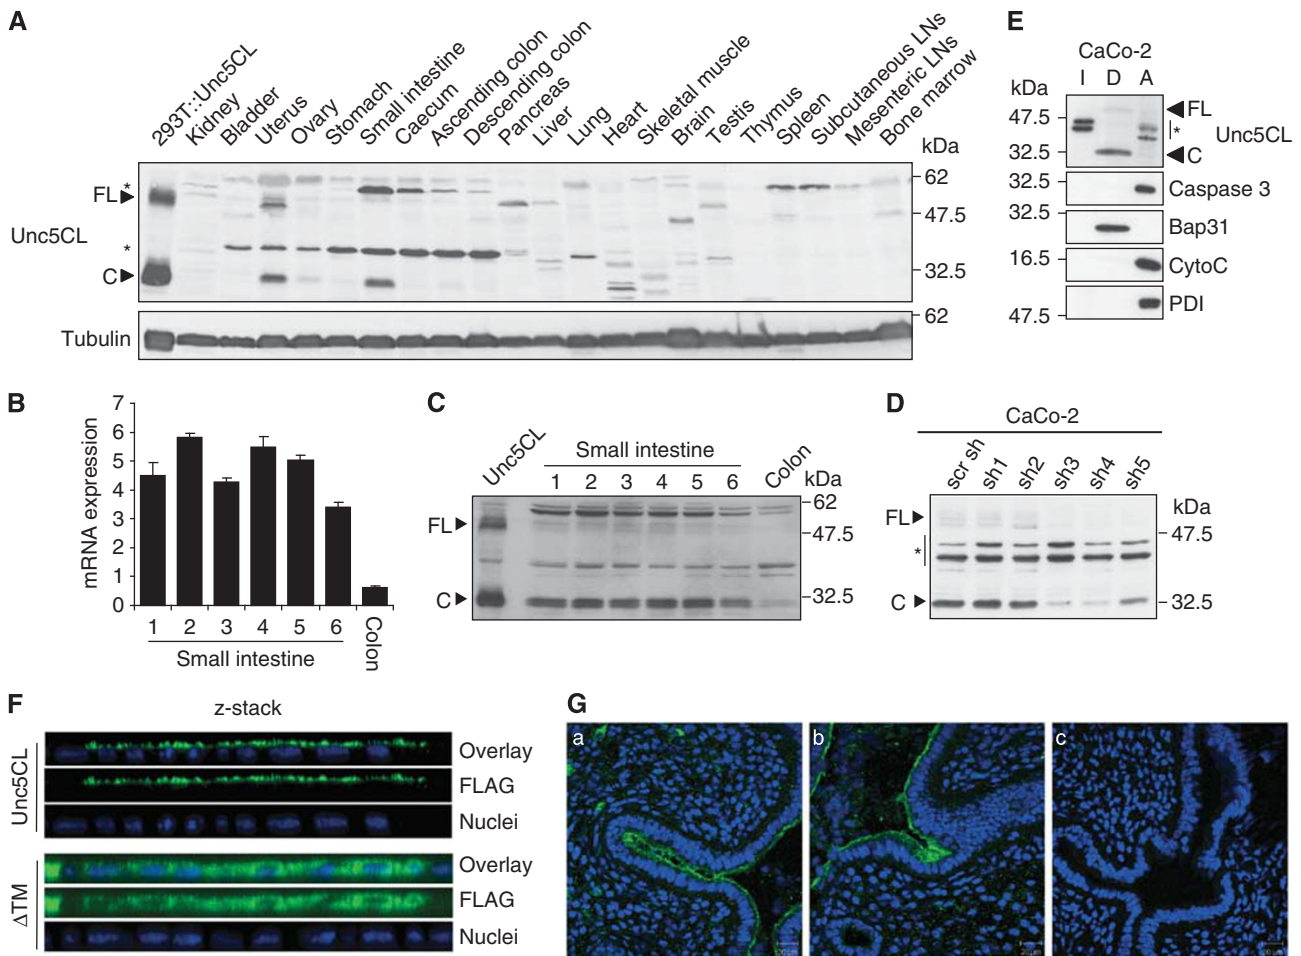 A
293T::Unc5CL
Kidney
Bladder
Uterus
Ovary
Stomach
Small intestine
Caecum
Ascending colon
Descending colon
Pancreas
Liver
Lung
Heart
Skeletal muscle
Brain
Testis
Thymus
Spleen
Subcutaneous LNs
Mesenteric LNs
Bone marrow
kDa
*
FL
Unc5CL
*
C
62
47.5
32.5
Tubulin
62
E
CaCo-2
kDa
I D A
47.5
FL
*
Unc5CL
32.5
C
32.5
Caspase 3
32.5
Bap31
16.5
CytoC
PDI
47.5
B
mRNA expression
7
6
5
4
3
2
1
0
1 2 3 4 5 6
Small intestine
Colon
C
Unc5CL
Small intestine
1 2 3 4 5 6
Colon
kDa
FL
C
62
47.5
32.5
D
CaCo-2
scr sh
sh1
sh2
sh3
sh4
sh5
kDa
FL
*
C
47.5
32.5
F
z-stack
Unc5CL
Overlay
FLAG
Nuclei
ΔTM
Overlay
FLAG
Nuclei
G
a
b
c